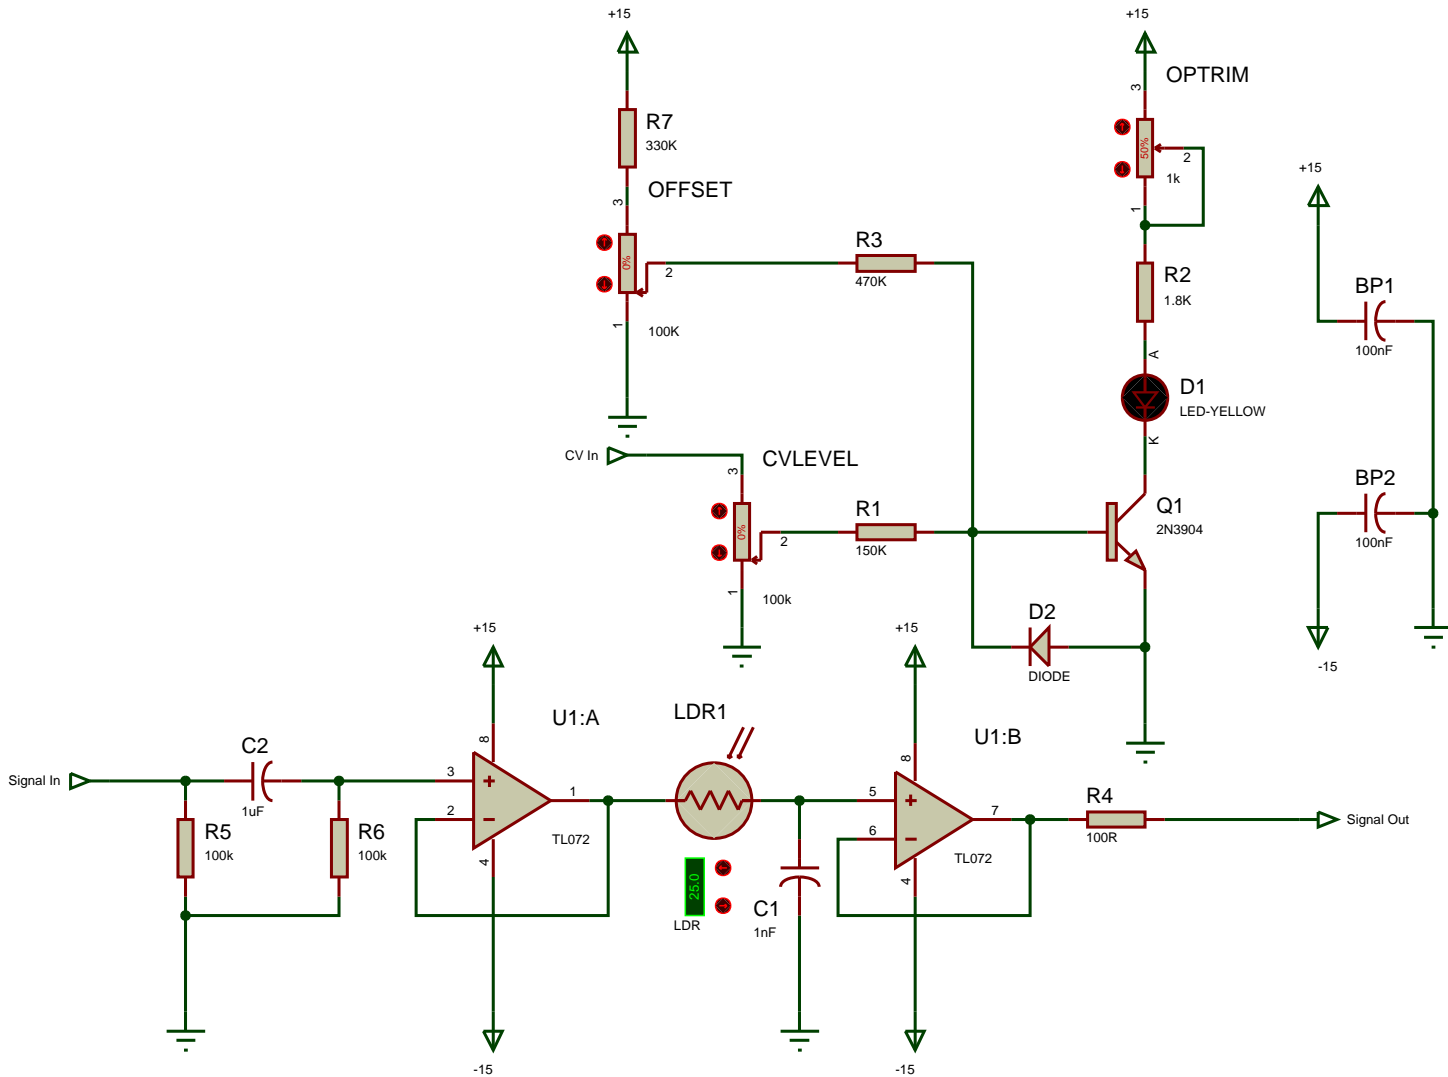 +15
+15
OPTRIM
3
50%
2
1k
1
R7
330K
OFFSET
3
0%
2
1
100K
R3
470K
R2
1.8K
A
D1
LED-YELLOW
K
+15
BP1
100nF
BP2
100nF
-15
CV In
CVLEVEL
3
0%
2
1
100k
R1
150K
Q1
2N3904
D2
DIODE
+15
+15
U1:A
LDR1
U1:B
8
8
Signal In
C2
1uF
3
2
1
4
TL072
R5
100k
R6
100k
25.0
LDR
C1
1nF
5
6
7
4
TL072
R4
100R
Signal Out
-15
-15